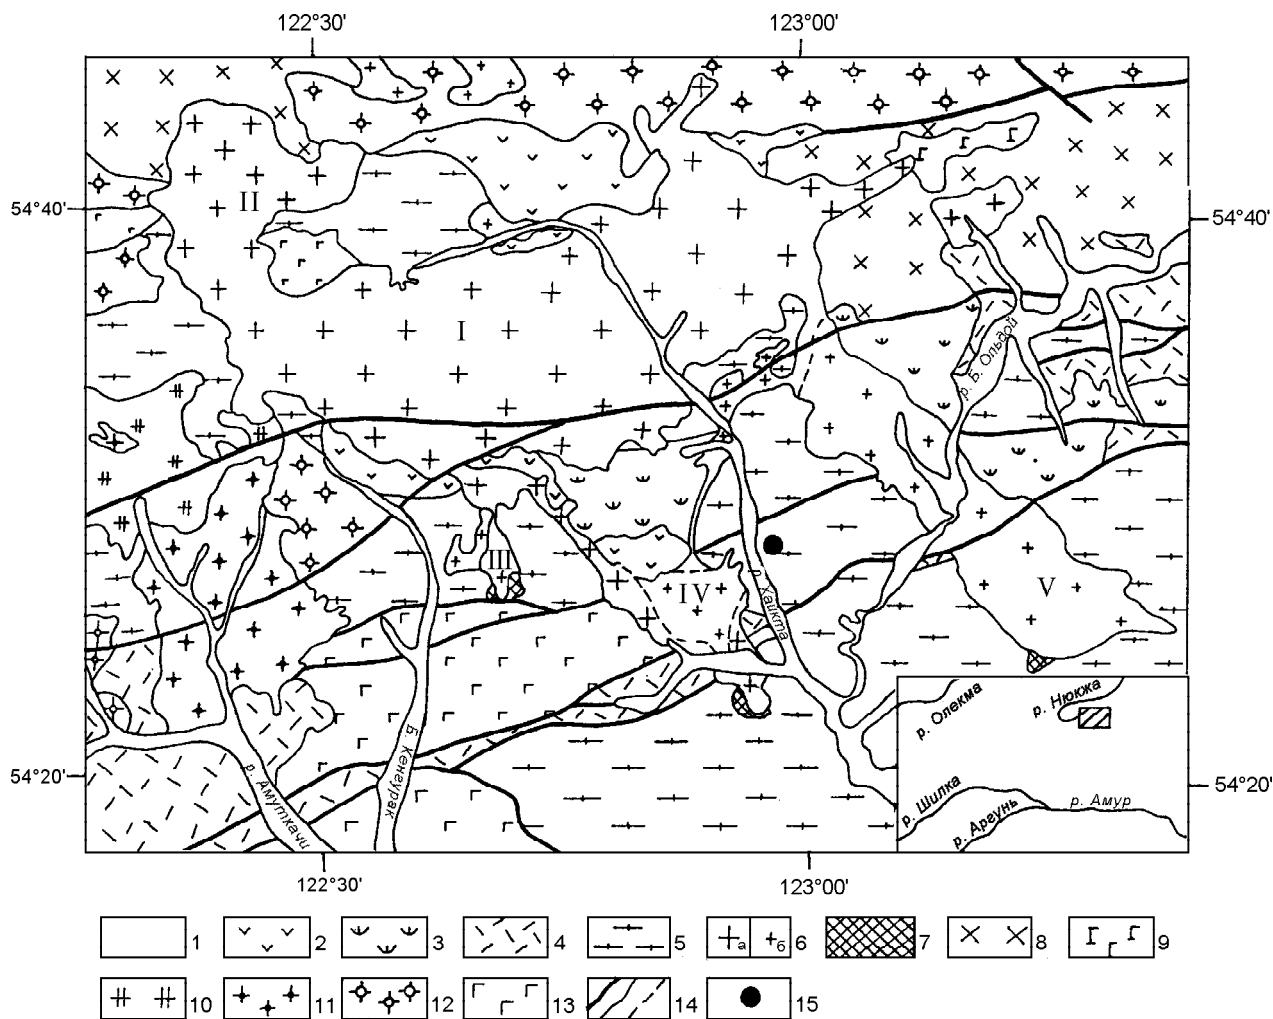 122°30' 123°00'
54°40' 54°40'
II
I
р. Б. Ольдой
III
IV
V
р. Хайкта
р. Амуткачи
Б. Кенгурак
р. Олекма
р. Нюкжа
р. Шилка
р. Аргунь
р. Амур
54°20' 54°20'
122°30' 123°00'
1 2 3 4 5 а б 6 7 8 9
10 11 12 13 14 15